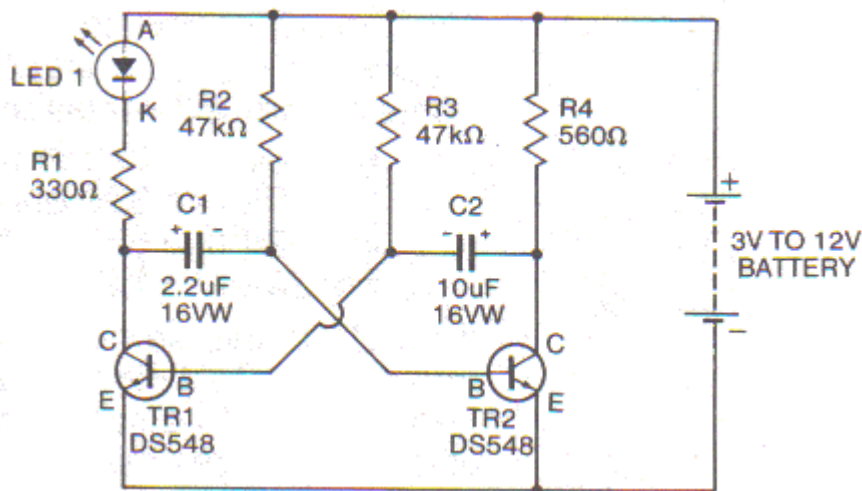 A
LED 1
K
R1
330Ω
R2
47kΩ
R3
47kΩ
R4
560Ω
C1
+ -
2.2uF
16VW
C2
- +
10uF
16VW
+
3V TO 12V
BATTERY
-
C
B
E
TR1
DS548
C
B
E
TR2
DS548